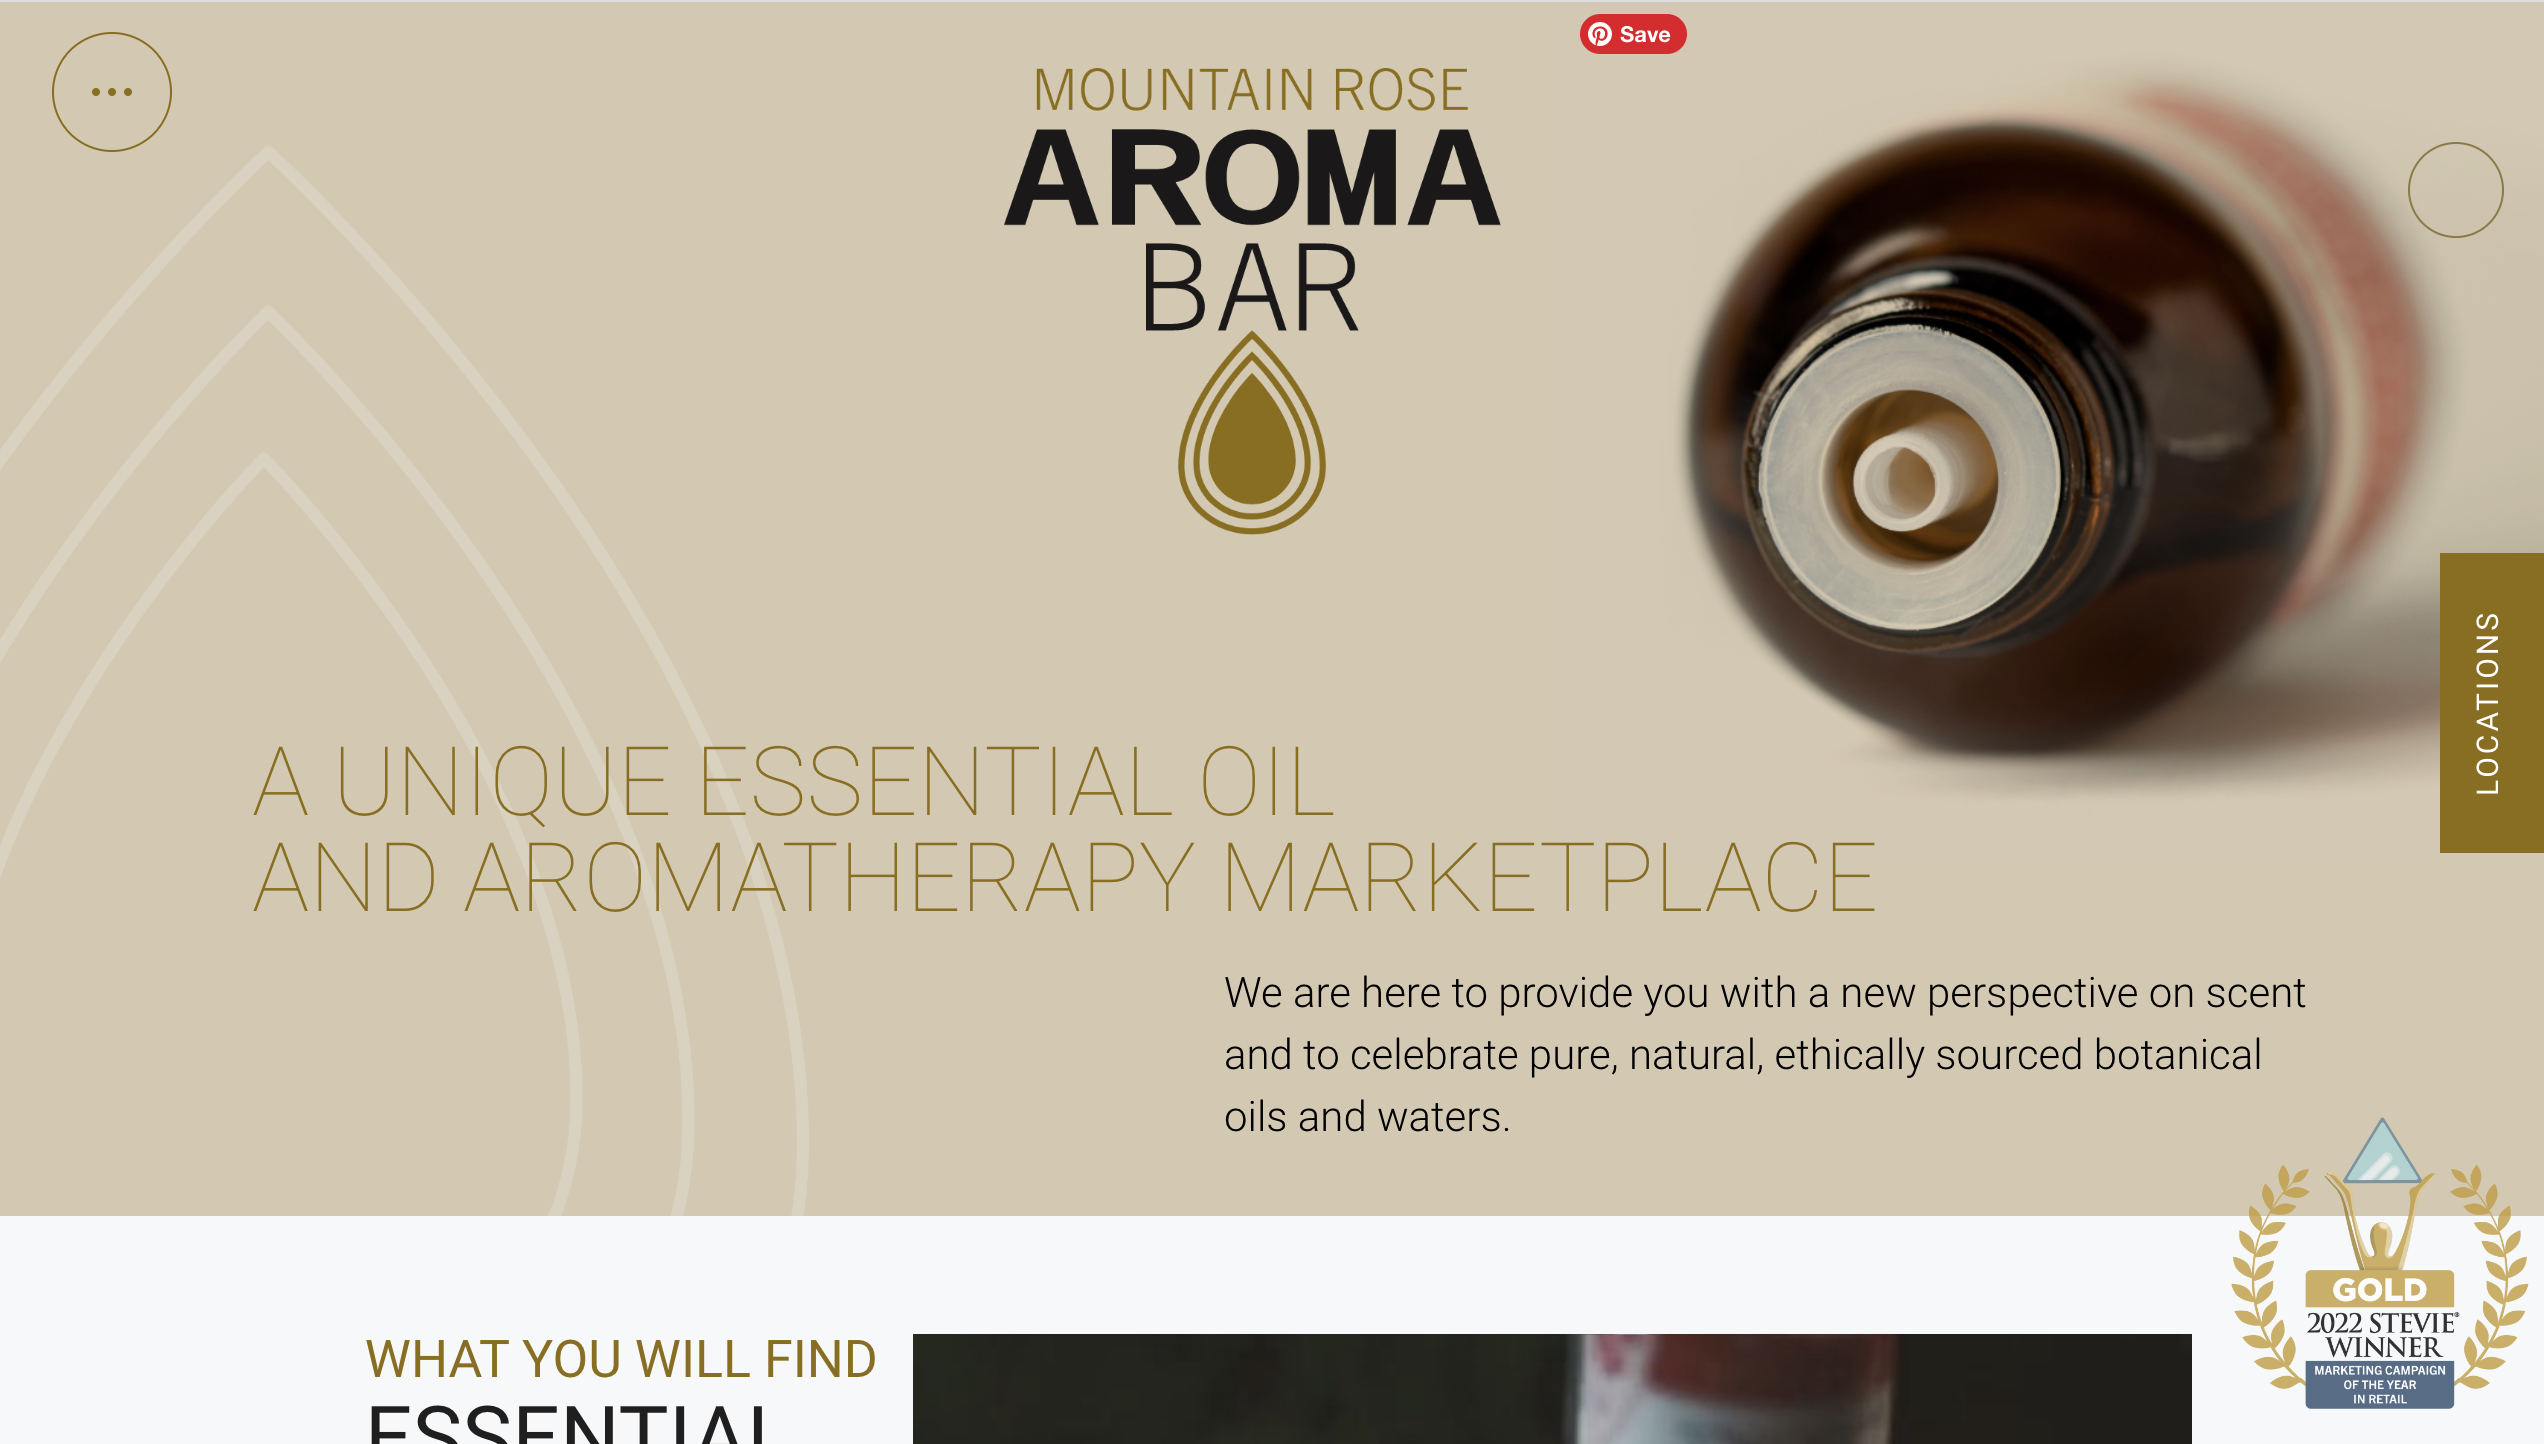 Save
MOUNTAIN ROSE
AROMA
BAR
LOCATIONS
A UNIQUE ESSENTIAL OIL
AND AROMATHERAPY MARKETPLACE
We are here to provide you with a new perspective on scent
and to celebrate pure, natural, ethically sourced botanical
oils and waters.
GOLD
2022 STEVIE®
WINNER
MARKETING CAMPAIGN
OF THE YEAR
IN RETAIL
WHAT YOU WILL FIND
ESSENTIAL